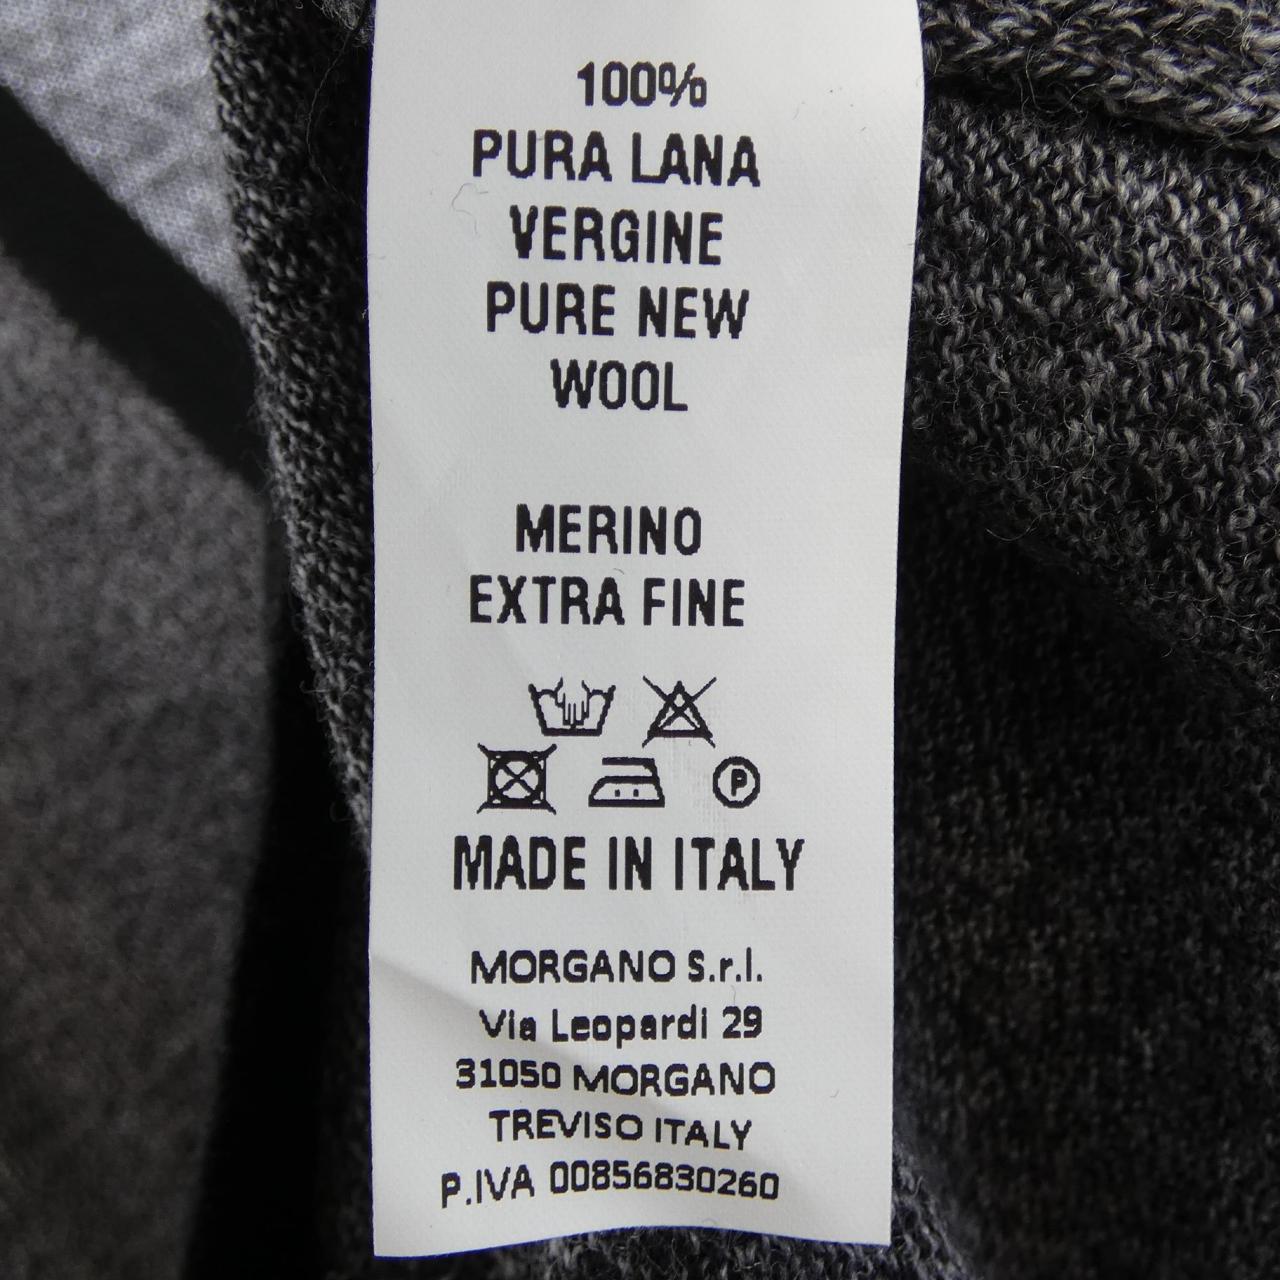 100%
PURA LANA
VERGINE
PURE NEW
WOOL
MERINO
EXTRA FINE
P
MADE IN ITALY
MORGANO S.r.l.
Via Leopardi 29
31050 MORGANO
TREVISO ITALY
P.IVA 00856830260